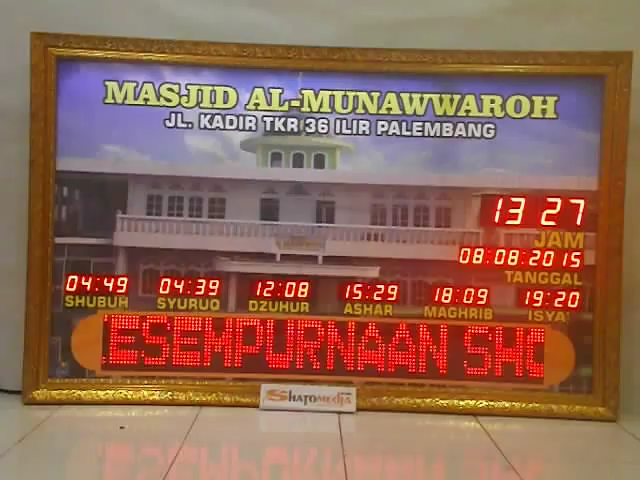 MASJID AL-MUNAWWAROH
JL. KADIR TKR 36 ILIR PALEMBANG
13 27
JAM
08:08:2015
TANGGAL
04:49 04:39 12:08 15:29 18:09 19:20
SHUBUH SYURUQ DZUHUR ASHAR MAGHRIB ISYA'
ESEMPURNAAN SHO
SHATOMEDIA